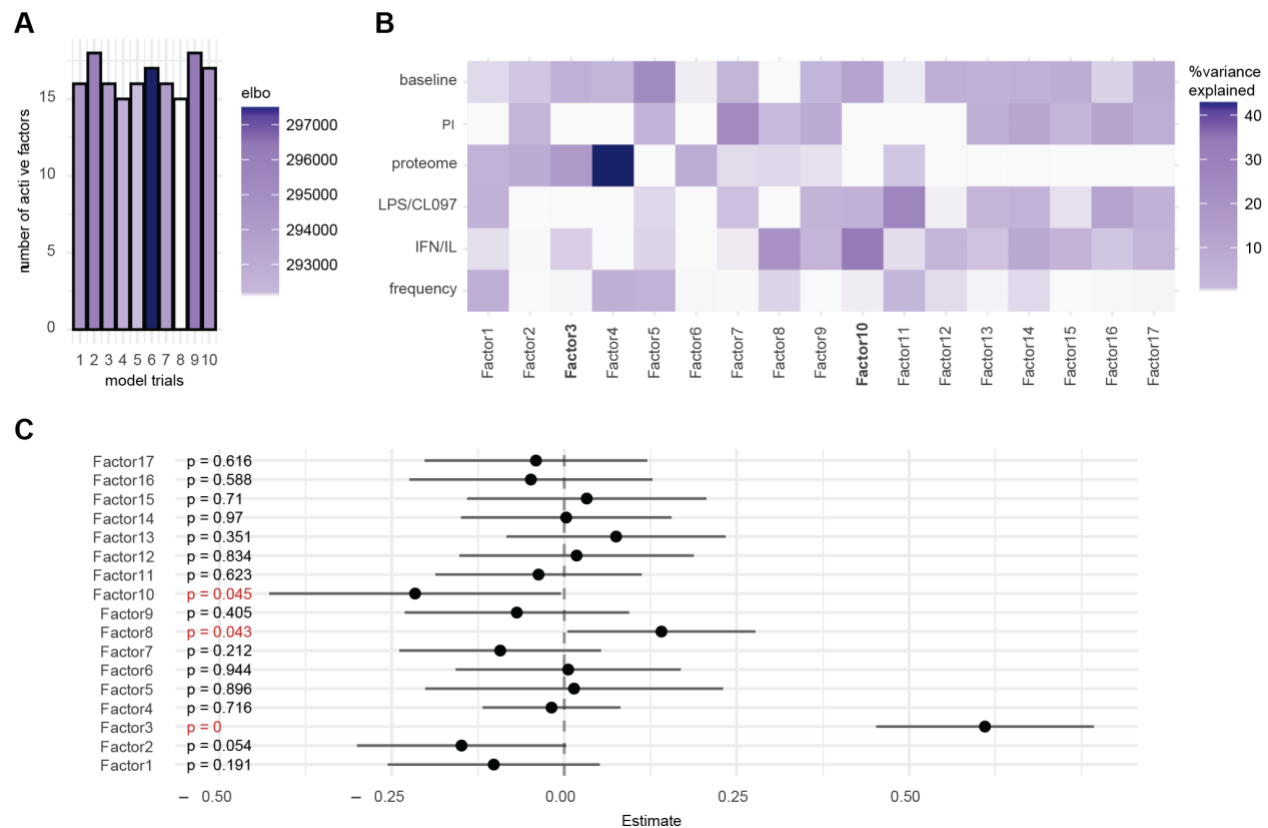 A
number of acti ve factors
15
10
5
0
1 2 3 4 5 6 7 8 9 10
model trials
elbo
297000
296000
295000
294000
293000
B
baseline
PI
proteome
LPS/CL097
IFN/IL
frequency
Factor1
Factor2
Factor3
Factor4
Factor5
Factor6
Factor7
Factor8
Factor9
Factor10
Factor11
Factor12
Factor13
Factor14
Factor15
Factor16
Factor17
%variance
explained
40
30
20
10
C
Factor17 p = 0.616
Factor16 p = 0.588
Factor15 p = 0.71
Factor14 p = 0.97
Factor13 p = 0.351
Factor12 p = 0.834
Factor11 p = 0.623
Factor10 p = 0.045
Factor9 p = 0.405
Factor8 p = 0.043
Factor7 p = 0.212
Factor6 p = 0.944
Factor5 p = 0.896
Factor4 p = 0.716
Factor3 p = 0
Factor2 p = 0.054
Factor1 p = 0.191
− 0.50 − 0.25 0.00 0.25 0.50
Estimate